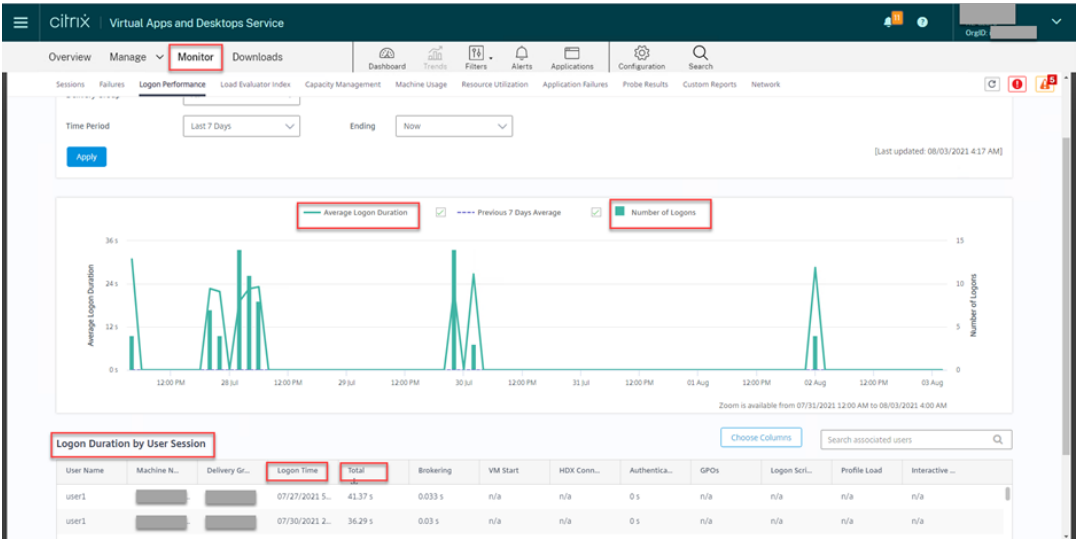 citrix | Virtual Apps and Desktops Service
11
OrgID:
Overview Manage Monitor Downloads Dashboard Trends Filters Alerts Applications Configuration Search
Sessions Failures Logon Performance Load Evaluator Index Capacity Management Machine Usage Resource Utilization Application Failures Probe Results Custom Reports Network
5
Time Period Last 7 Days Ending Now
Apply
[Last updated: 08/03/2021 4:17 AM]
Average Logon Duration Previous 7 Days Average Number of Logons
36 s 15
24 s 10
12 s 5
0 s 0
Average Logon Duration
Number of Logons
12:00 PM 28 Jul 12:00 PM 29 Jul 12:00 PM 30 Jul 12:00 PM 31 Jul 12:00 PM 01 Aug 12:00 PM 02 Aug 12:00 PM 03 Aug
Zoom is available from 07/31/2021 12:00 AM to 08/03/2021 4:00 AM
Logon Duration by User Session
Choose Columns
Search associated users
User Name Machine N... Delivery Gr... Logon Time Total Brokering VM Start HDX Conn... Authentica... GPOs Logon Scri... Profile Load Interactive ...
user1 07/27/2021 5... 41.37 s 0.033 s n/a n/a 0 s n/a n/a n/a n/a
user1 07/30/2021 2... 36.29 s 0.03 s n/a n/a 0 s n/a n/a n/a n/a